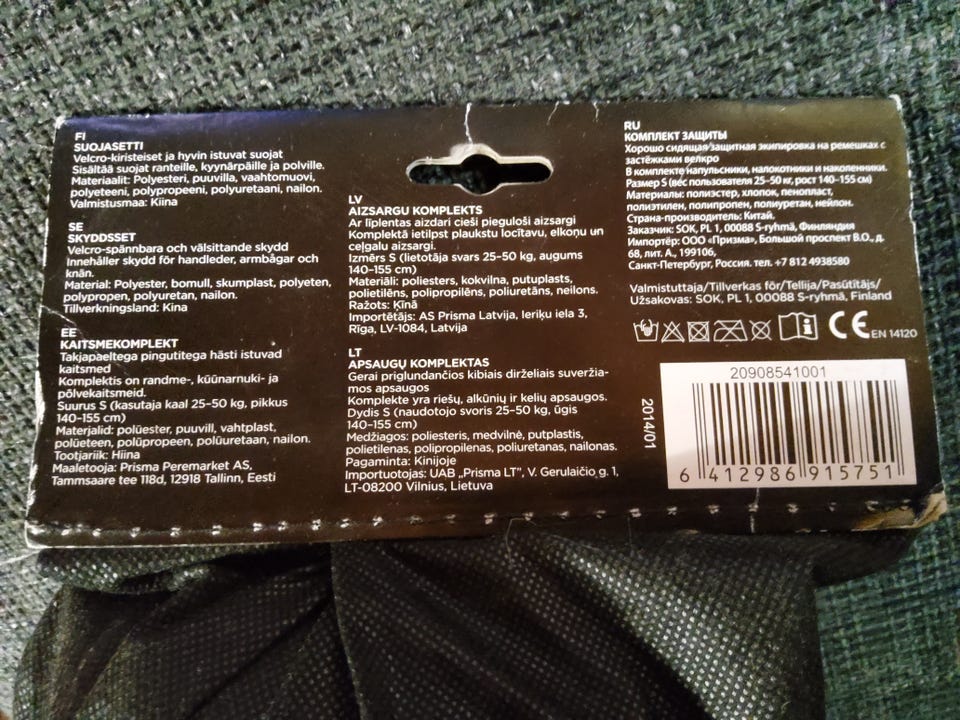 FI
SUOJASETTI
Velcro-kiristeiset ja hyvin istuvat suojat
Sisältää suojat ranteille, kyynärpäille ja polville.
Materiaalit: Polyesteri, puuvilla, vaahtomovi,
polyeteeni, polypropeeni, polyuretaani, nailon.
Valmistusmaa: Kiina
SE
SKYDDSSET
Velcro-spännbara och välsittande skydd
Innehåller skydd för handleder, armbågar och
knän.
Material: Polyester, bomull, skumplast, polyeten,
polypropen, polyuretan, nailon.
Tillverkningsland: Kina
EE
KAITSMEKOMPLEKT
Takjapaeltega pingutitega hästi istuvad
kaitsmed
Komplektis on randme-, küünarnuki- ja
põlvekaitsmeid.
Suurus S (kasutaja kaal 25–50 kg, pikkus
140–155 cm)
Materjalid: polüester, puuvill, vahtplast,
polüeteen, polüpropeen, polüuretaan, nailon.
Tootjariik: Hiina
Maaletooja: Prisma Peremarket AS,
Tammsaare tee 118d, 12918 Tallinn, Eesti
LV
AIZSARGU KOMPLEKTS
Ar līplentas aizdari cieši pieguloši aizsargi
Komplektā ietilpst plaukstu locītavu, elkoņu un
ceļgalu aizsargi.
Izmērs S (lietotāja svars 25–50 kg, augums
140–155 cm)
Materiāli: poliesters, kokvilna, putuplasts,
polietilēns, polipropilēns, poliuretāns, neilons.
Ražots: Ķīnā
Importētājs: AS Prisma Latvija, Ieriķu iela 3,
Rīga, LV-1084, Latvija
LT
APSAUGŲ KOMPLEKTAS
Gerai priglundančios kibiais dirželiais suveržia-
mos apsaugos
Komplekte yra riešų, alkūnių ir kelių apsaugos.
Dydis S (naudotojo svoris 25–50 kg, ūgis
140–155 cm)
Medžiagos: poliesteris, medvilnė, putplastis,
polietilenas, polipropilenas, poliuretanas, nailonas.
Pagaminta: Kinijoje
Importuotojas: UAB „Prisma LT”, V. Gerulaičio g. 1,
LT-08200 Vilnius, Lietuva
RU
КОМПЛЕКТ ЗАЩИТЫ
Хорошо сидящая защитная экипировка на ремешках с
застёжками велкро
В комплекте напульсники, налокотники и наколенники.
Размер S (вес пользователя 25–50 кг, рост 140–155 см)
Материалы: полиэстер, хлопок, пенопласт,
полиэтилен, полипропен, полиуретан, нейлон.
Страна-производитель: Китай.
Заказчик: SOK, PL 1, 00088 S-ryhmä, Финляндия
Импортёр: ООО «Призма», Большой проспект В.О., д.
68, лит. А., 199106,
Санкт-Петербург, Россия. тел. +7 812 4938580
Valmistuttaja/Tillverkas för/Tellija/Pasūtītājs/
Užsakovas: SOK, PL 1, 00088 S-ryhmä, Finland
CE EN 14120
2014/01
20908541001
6 412986 915751